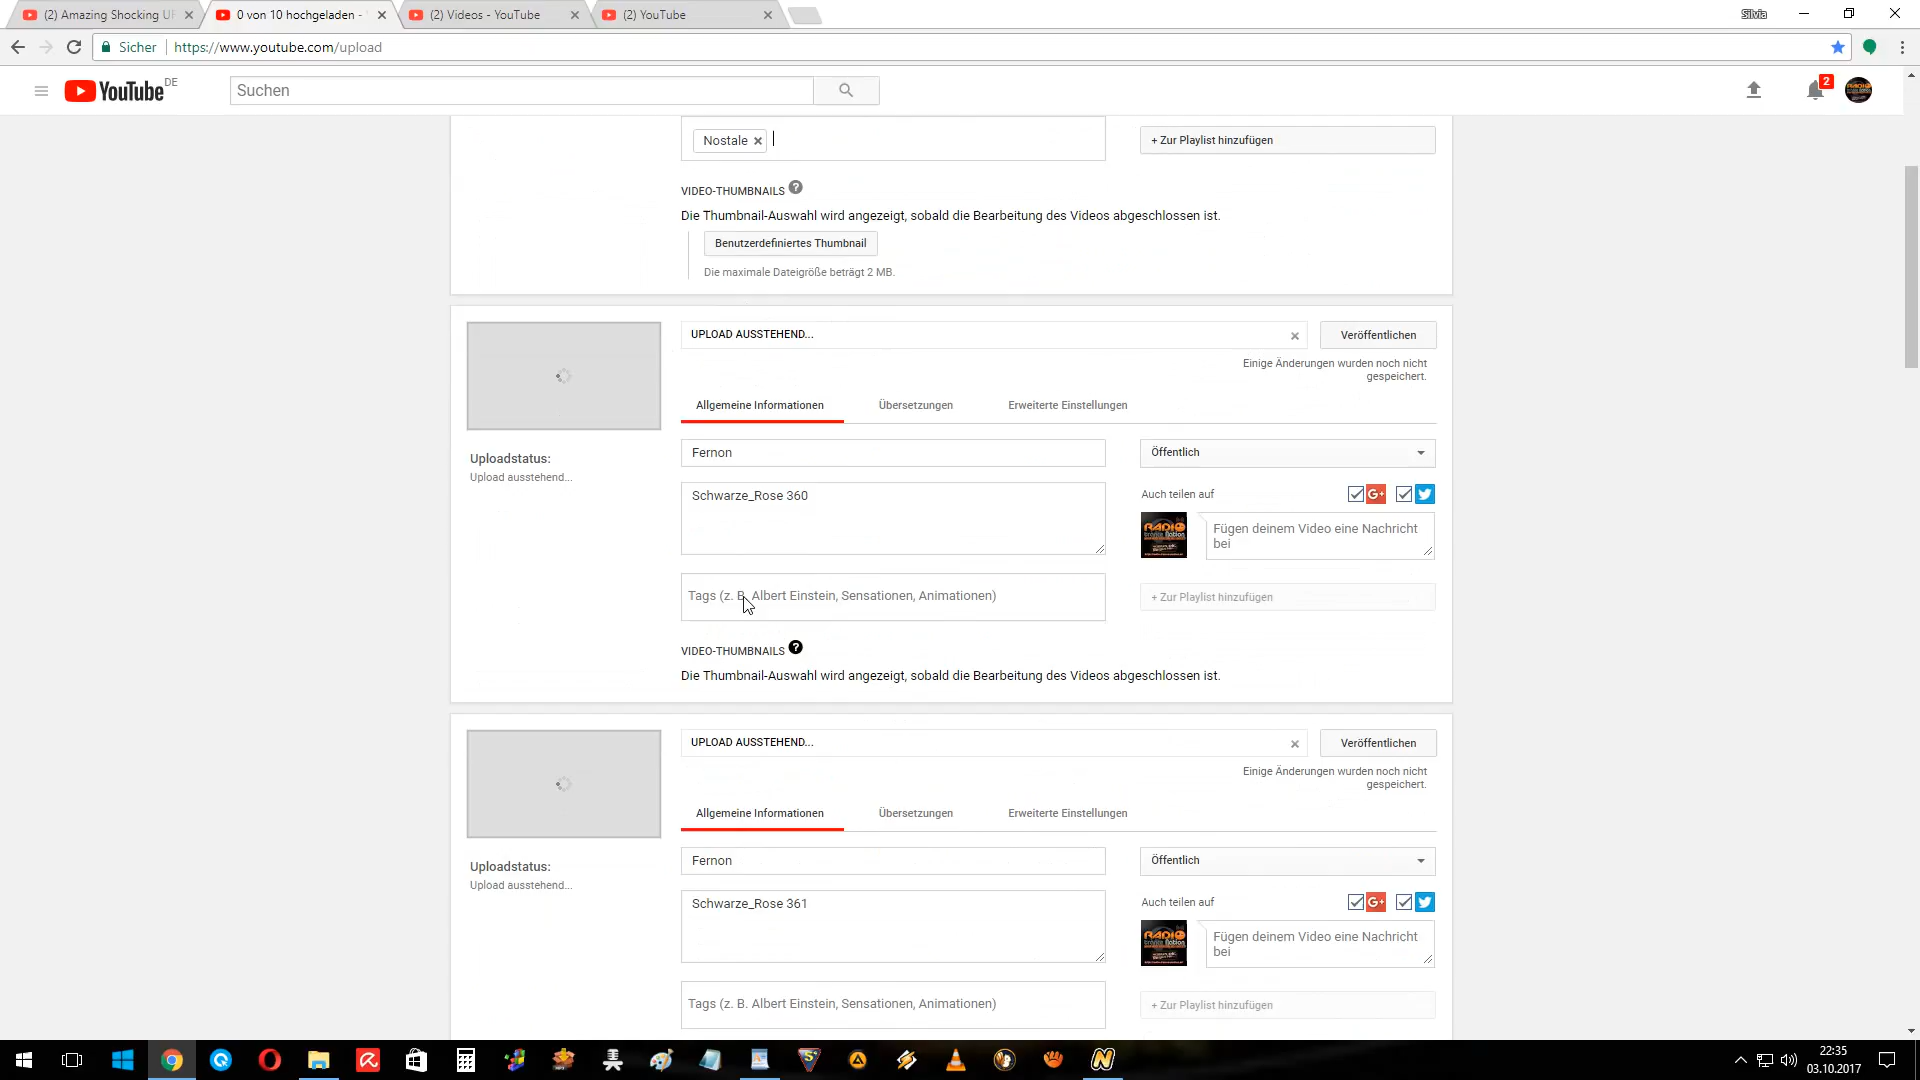 (2) Amazing Shocking U
0 von 10 hochgeladen -
(2) Videos - YouTube
(2) YouTube
Silvia
Sicher
https://www.youtube.com/upload
YouTube DE
Suchen
2
Nostale
+ Zur Playlist hinzufügen
VIDEO-THUMBNAILS ?
Die Thumbnail-Auswahl wird angezeigt, sobald die Bearbeitung des Videos abgeschlossen ist.
Benutzerdefiniertes Thumbnail
Die maximale Dateigröße beträgt 2 MB.
UPLOAD AUSSTEHEND...
Veröffentlichen
Einige Änderungen wurden noch nicht
gespeichert.
Allgemeine Informationen
Übersetzungen
Erweiterte Einstellungen
Uploadstatus:
Upload ausstehend...
Fernon
Öffentlich
Schwarze_Rose 360
Auch teilen auf
G+
RADIO
Fügen deinem Video eine Nachricht
bei
Tags (z. B. Albert Einstein, Sensationen, Animationen)
+ Zur Playlist hinzufügen
VIDEO-THUMBNAILS ?
Die Thumbnail-Auswahl wird angezeigt, sobald die Bearbeitung des Videos abgeschlossen ist.
UPLOAD AUSSTEHEND...
Veröffentlichen
Einige Änderungen wurden noch nicht
gespeichert.
Allgemeine Informationen
Übersetzungen
Erweiterte Einstellungen
Uploadstatus:
Upload ausstehend...
Fernon
Öffentlich
Schwarze_Rose 361
Auch teilen auf
G+
RADIO
Fügen deinem Video eine Nachricht
bei
Tags (z. B. Albert Einstein, Sensationen, Animationen)
+ Zur Playlist hinzufügen
22:35
03.10.2017